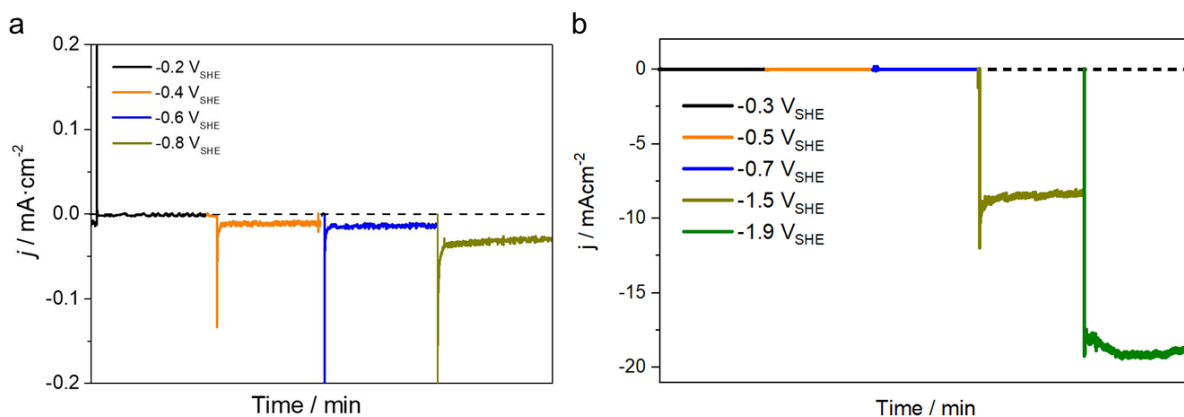 a
0.2
0.1
0.0
-0.1
-0.2
j / mA·cm-2
-0.2 VSHE
-0.4 VSHE
-0.6 VSHE
-0.8 VSHE
Time / min
b
0
-5
-10
-15
-20
j / mAcm-2
-0.3 VSHE
-0.5 VSHE
-0.7 VSHE
-1.5 VSHE
-1.9 VSHE
Time / min